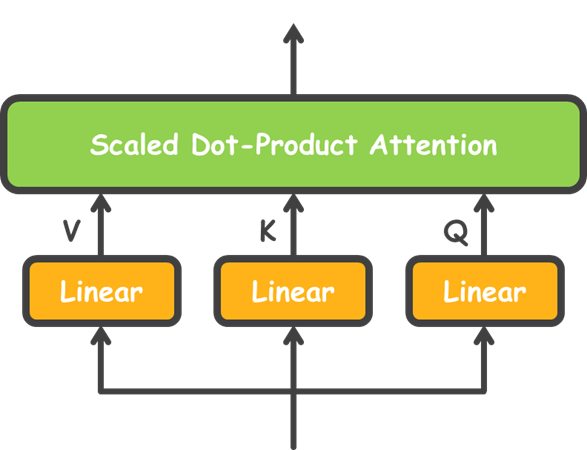 Scaled Dot-Product Attention
V K Q
Linear Linear Linear